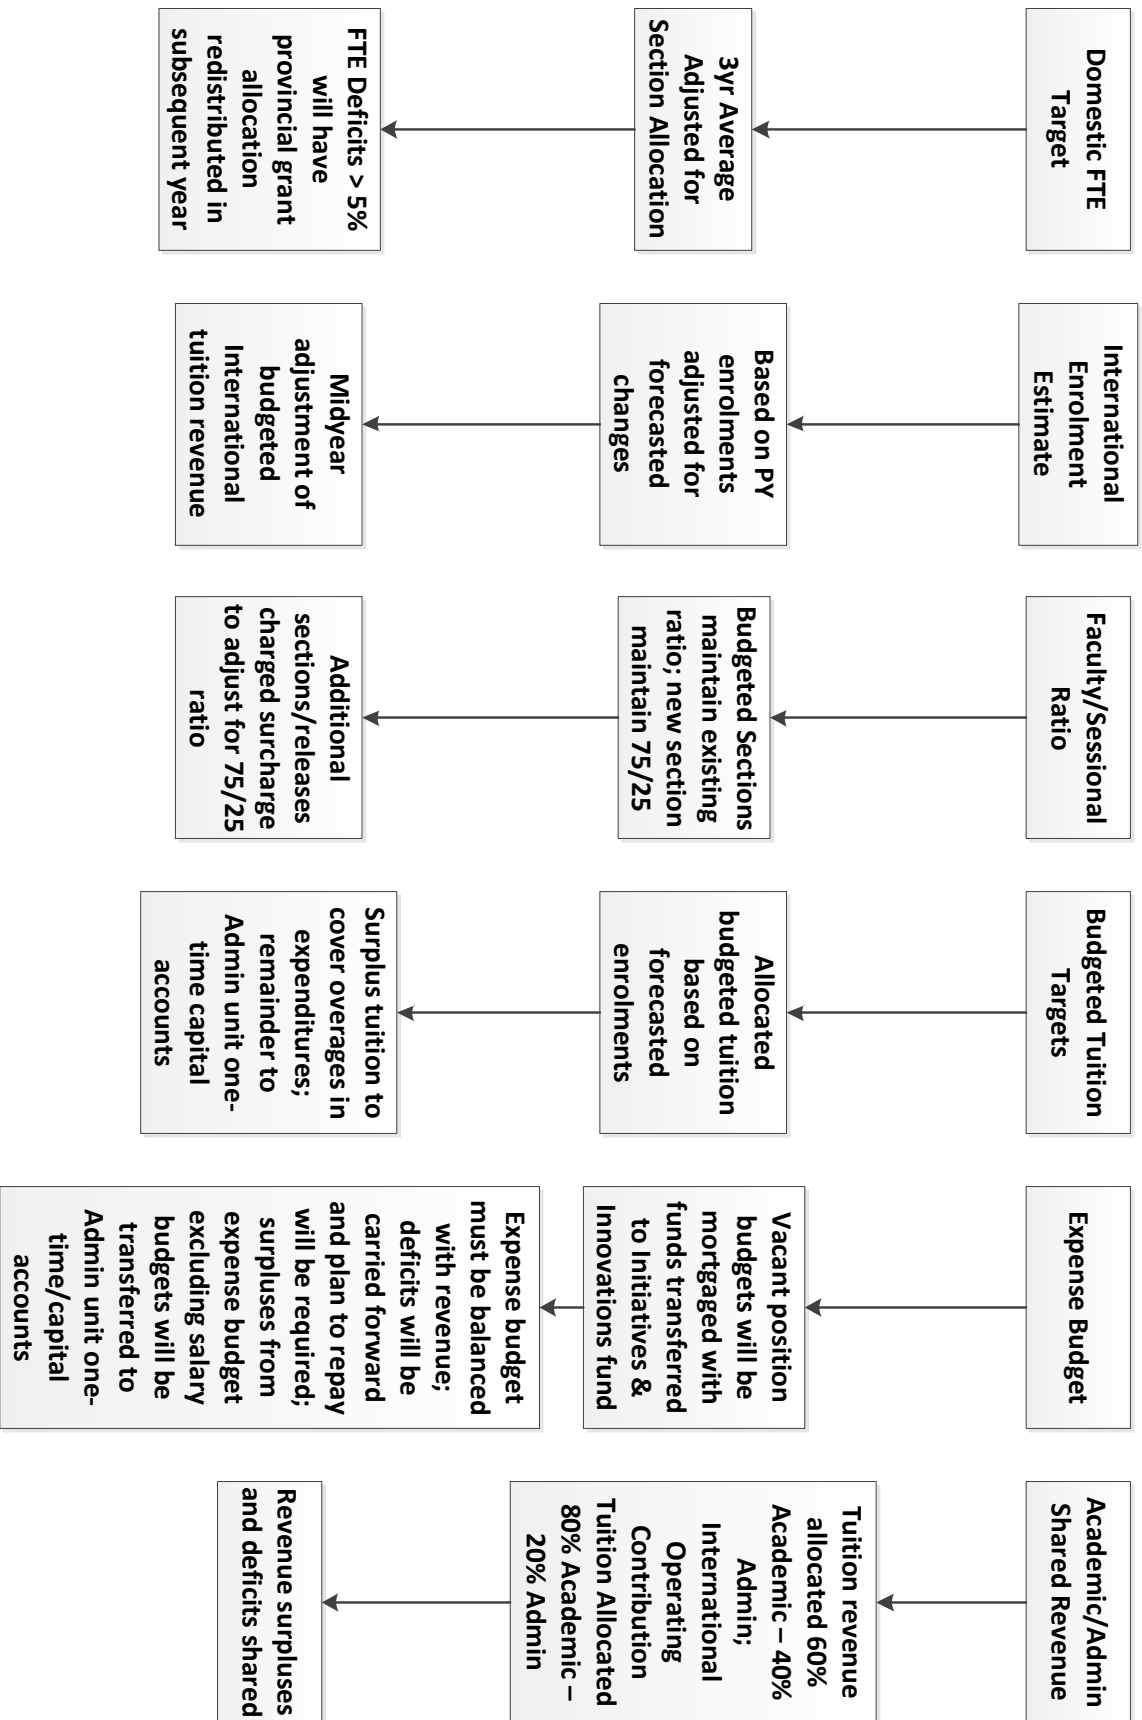 Domestic FTE
Target
3yr Average
Adjusted for
Section Allocation
FTE Deficits > 5%
will have
provincial grant
allocation
redistributed in
subsequent year
International
Enrolment
Estimate
Based on PY
enrolments
adjusted for
forecasted
changes
Midyear
adjustment of
budgeted
International
tuition revenue
Faculty/Sessional
Ratio
Budgeted Sections
maintain existing
ratio; new section
maintain 75/25
Additional
sections/releases
charged surcharge
to adjust for 75/25
ratio
Budgeted Tuition
Targets
Allocated
budgeted tuition
based on
forecasted
enrolments
Surplus tuition to
cover overages in
expenditures;
remainder to
Admin unit one-
time capital
accounts
Expense Budget
Vacant position
budgets will be
mortgaged with
funds transferred
to Initiatives &
Innovations fund
Expense budget
must be balanced
with revenue;
deficits will be
carried forward
and plan to repay
will be required;
surpluses from
expense budget
excluding salary
budgets will be
transferred to
Admin unit one-
time/capital
accounts
Academic/Admin
Shared Revenue
Tuition revenue
allocated 60%
Academic – 40%
Admin;
International
Operating
Contribution
Tuition Allocated
80% Academic –
20% Admin
Revenue surpluses
and deficits shared